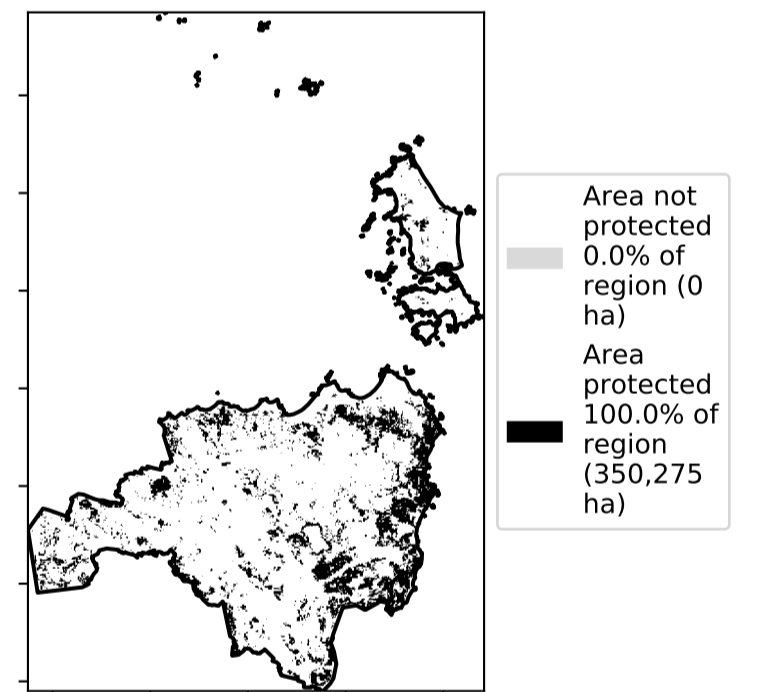 Area not
protected
0.0% of
region (0
ha)
Area
protected
100.0% of
region
(350,275
ha)